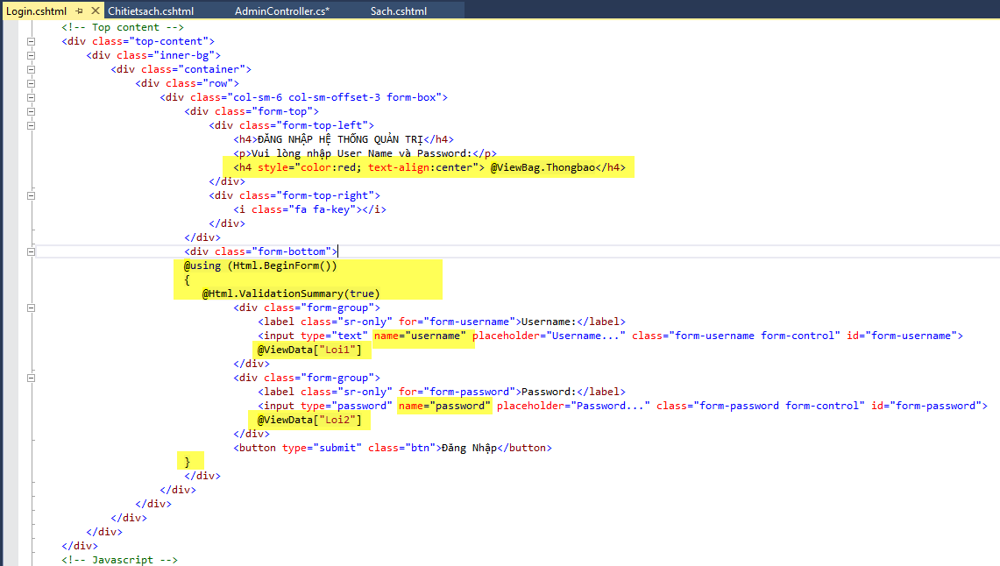 Login.cshtml Chitietsach.cshtml AdminController.cs* Sach.cshtml
<!-- Top content -->
<div class="top-content">
<div class="inner-bg">
<div class="container">
<div class="row">
<div class="col-sm-6 col-sm-offset-3 form-box">
<div class="form-top">
<div class="form-top-left">
<h4>ĐĂNG NHẬP HỆ THỐNG QUẢN TRỊ</h4>
<p>Vui lòng nhập User Name và Password:</p>
<h4 style="color:red; text-align:center"> @ViewBag.Thongbao</h4>
</div>
<div class="form-top-right">
<i class="fa fa-key"></i>
</div>
</div>
<div class="form-bottom">
@using (Html.BeginForm())
{
@Html.ValidationSummary(true)
<div class="form-group">
<label class="sr-only" for="form-username">Username:</label>
<input type="text" name="username" placeholder="Username..." class="form-username form-control" id="form-username">
@ViewData["Loi1"]
</div>
<div class="form-group">
<label class="sr-only" for="form-password">Password:</label>
<input type="password" name="password" placeholder="Password..." class="form-password form-control" id="form-password">
@ViewData["Loi2"]
</div>
<button type="submit" class="btn">Đăng Nhập</button>
}
</div>
</div>
</div>
</div>
</div>
</div>
<!-- Javascript -->